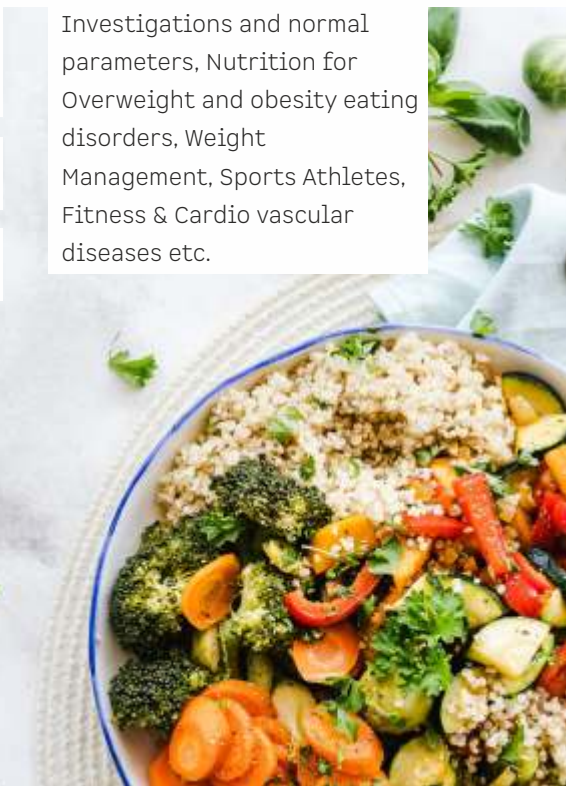 Investigations and normal
parameters, Nutrition for
Overweight and obesity eating
disorders, Weight
Management, Sports Athletes,
Fitness & Cardio vascular
diseases etc.